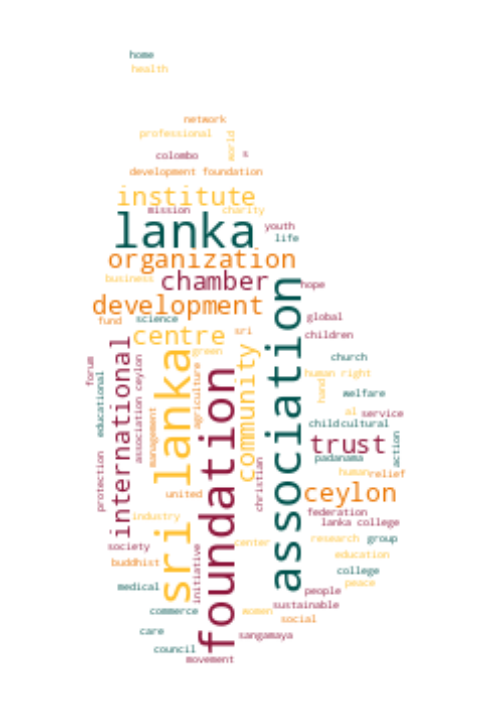 home
health
network
professional
world
colombo
s
development foundation
institute
mission
charity
lanka
youth
life
organization
business
chamber
hope
development
association
fund
science
global
centre
sri
children
international
sri lanka
green
community
forum
church
foundation
agriculture
human right
educational
association ceylon
hand
welfare
management
al
service
child
cultural
trust
action
padanama
protection
christian
human
relief
united
ceylon
industry
federation
lanka college
society
center
research
group
initiative
education
buddhist
college
medical
peace
people
commerce
women
sustainable
social
care
sangamaya
council
movement